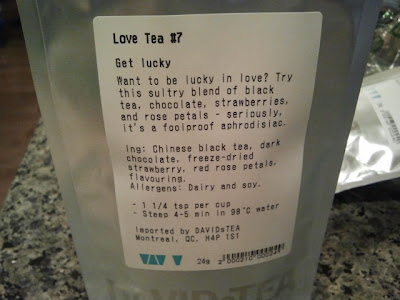 Love Tea #7
Get lucky
Want to be lucky in love? Try
this sultry blend of black
tea, chocolate, strawberries,
and rose petals - seriously,
it's a foolproof aphrodisiac.
Ing: Chinese black tea, dark
chocolate, freeze-dried
strawberry, red rose petals,
flavouring.
Allergens: Dairy and soy.
- 1 1/4 tsp per cup
- Steep 4-5 min in 98°C water
Imported by DAVIDsTEA
Montreal, QC, H4P 1S1
24g